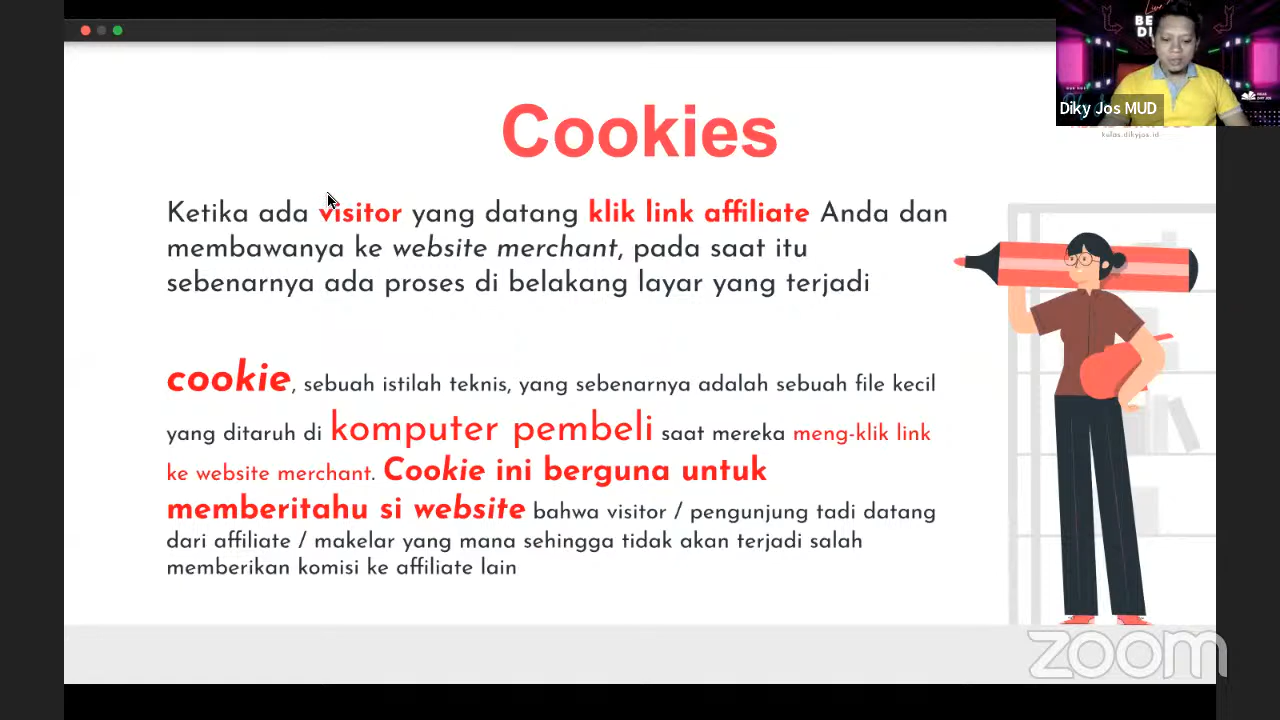 Cookies
Ketika ada visitor yang datang klik link affiliate Anda dan
membawanya ke website merchant, pada saat itu
sebenarnya ada proses di belakang layar yang terjadi
cookie, sebuah istilah teknis, yang sebenarnya adalah sebuah file kecil
yang ditaruh di komputer pembeli saat mereka meng-klik link
ke website merchant. Cookie ini berguna untuk
memberitahu si website bahwa visitor / pengunjung tadi datang
dari affiliate / makelar yang mana sehingga tidak akan terjadi salah
memberikan komisi ke affiliate lain
Diky Jos MUD
kulas.dikyjos.id
zoom